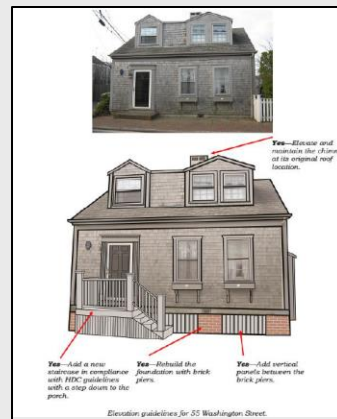 Yes—Elevate and
maintain the chimney
at its original roof
location.
Yes—Add a new
staircase in compliance
with HDC guidelines
with a step down to the
porch.
Yes—Rebuild the
foundation with brick
piers.
Yes—Add vertical
panels between the
brick piers.
Elevation guidelines for 55 Washington Street.